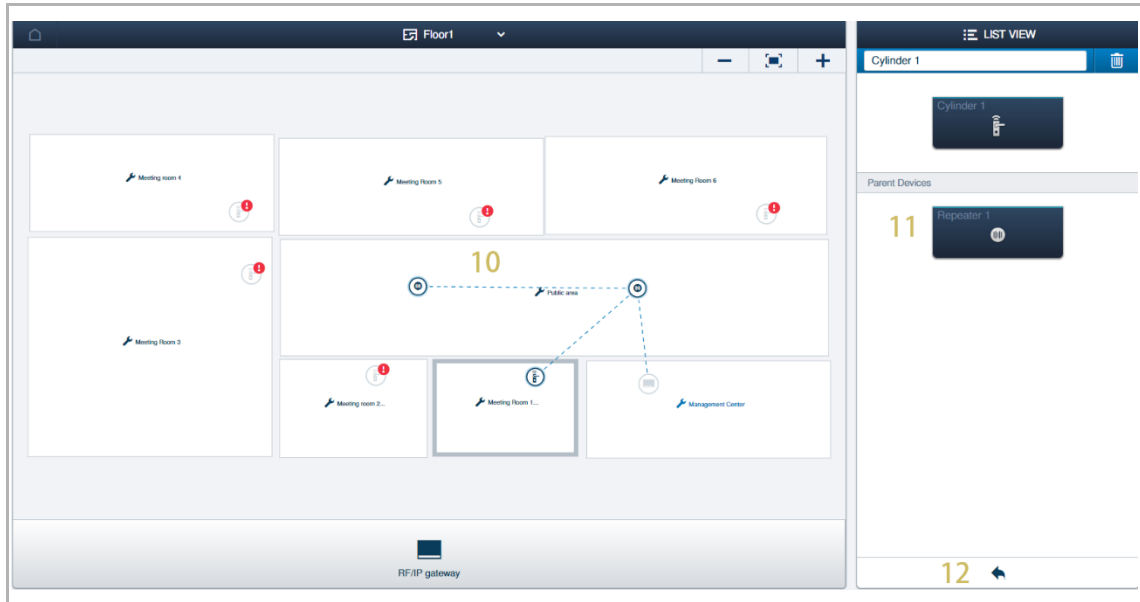 Floor1
LIST VIEW
Cylinder 1
Cylinder 1
Parent Devices
Repeater 1
11
Meeting room 4
Meeting Room 5
Meeting Room 6
10
Public area
Meeting Room 3
Meeting room 2...
Meeting Room 1...
Management Center
RF/IP gateway
12